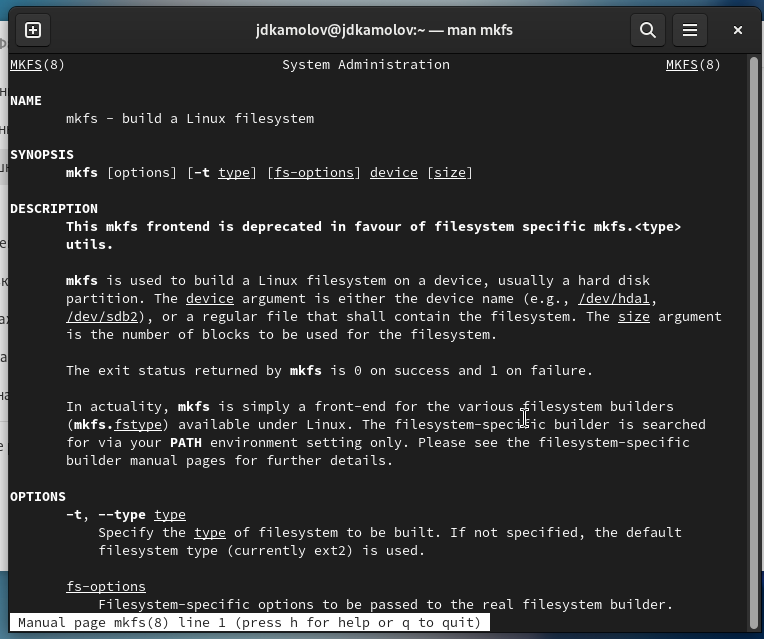 jdkamolov@jdkamolov:~ — man mkfs
MKFS(8) System Administration MKFS(8)
NAME
mkfs - build a Linux filesystem
SYNOPSIS
mkfs [options] [-t type] [fs-options] device [size]
DESCRIPTION
This mkfs frontend is deprecated in favour of filesystem specific mkfs.<type>
utils.
mkfs is used to build a Linux filesystem on a device, usually a hard disk
partition. The device argument is either the device name (e.g., /dev/hda1,
/dev/sdb2), or a regular file that shall contain the filesystem. The size argument
is the number of blocks to be used for the filesystem.
The exit status returned by mkfs is 0 on success and 1 on failure.
In actuality, mkfs is simply a front-end for the various filesystem builders
(mkfs.fstype) available under Linux. The filesystem-specific builder is searched
for via your PATH environment setting only. Please see the filesystem-specific
builder manual pages for further details.
OPTIONS
-t, --type type
Specify the type of filesystem to be built. If not specified, the default
filesystem type (currently ext2) is used.
fs-options
Filesystem-specific options to be passed to the real filesystem builder.
Manual page mkfs(8) line 1 (press h for help or q to quit)